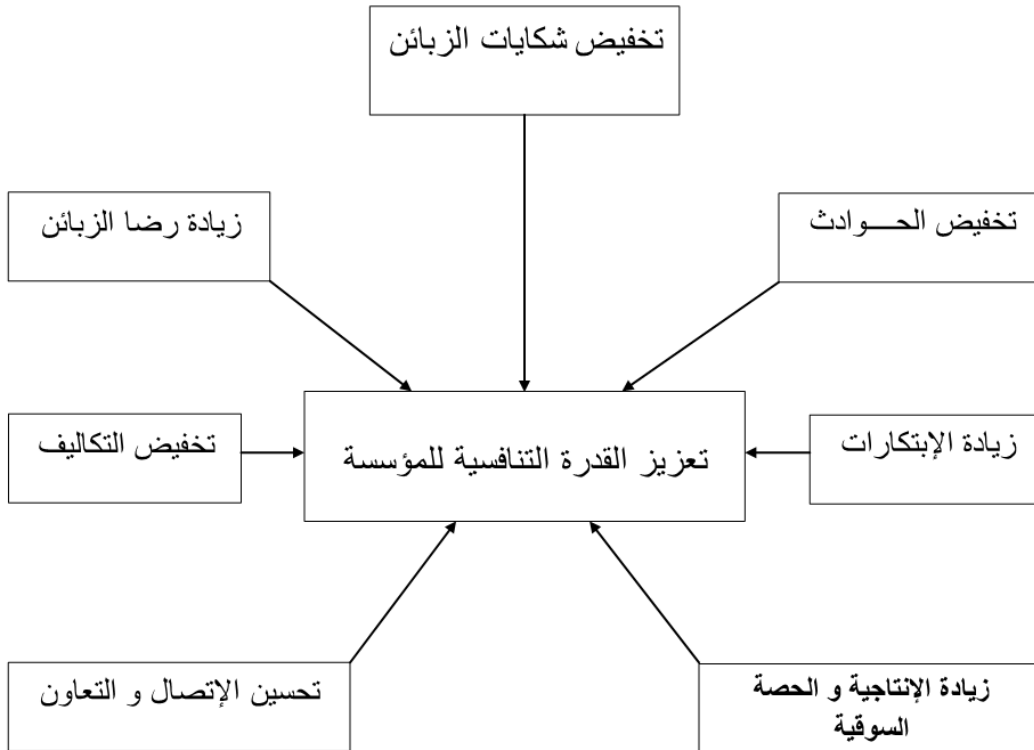 تخفيض شكايات الزبائن
تخفيض الحـــوادث
زيادة رضا الزبائن
زيادة الإبتكارات
تعزيز القدرة التنافسية للمؤسسة
تخفيض التكاليف
زيادة الإنتاجية و الحصة
السوقية
تحسين الإتصال و التعاون